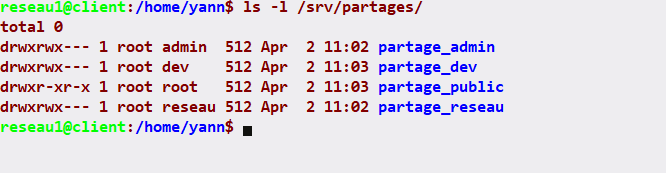 reseau1@client:/home/yann$ ls -l /srv/partages/
total 0
drwxrwx--- 1 root admin  512 Apr  2 11:02 partage_admin
drwxrwx--- 1 root dev    512 Apr  2 11:03 partage_dev
drwxr-xr-x 1 root root   512 Apr  2 11:03 partage_public
drwxrwx--- 1 root reseau 512 Apr  2 11:02 partage_reseau
reseau1@client:/home/yann$